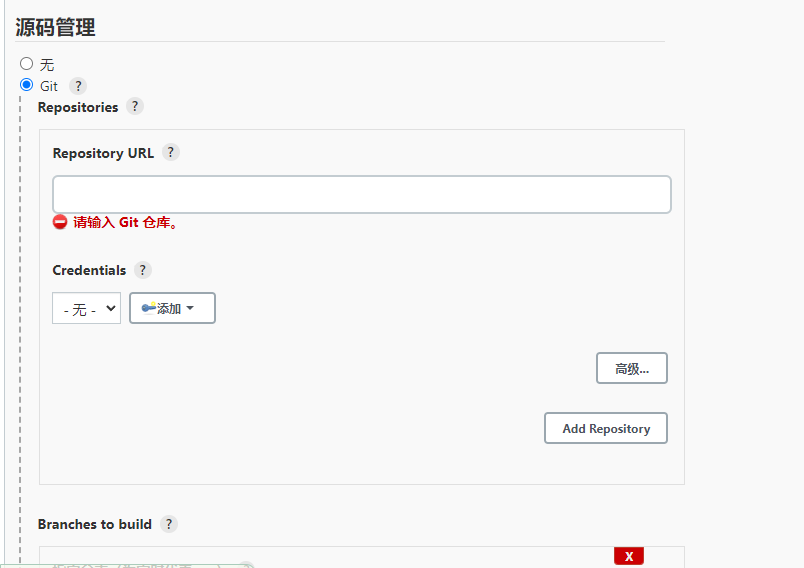 源码管理
无
Git ?
Repositories ?
Repository URL ?
请输入 Git 仓库。
Credentials ?
- 无 -
添加
高级...
Add Repository
Branches to build ?
X